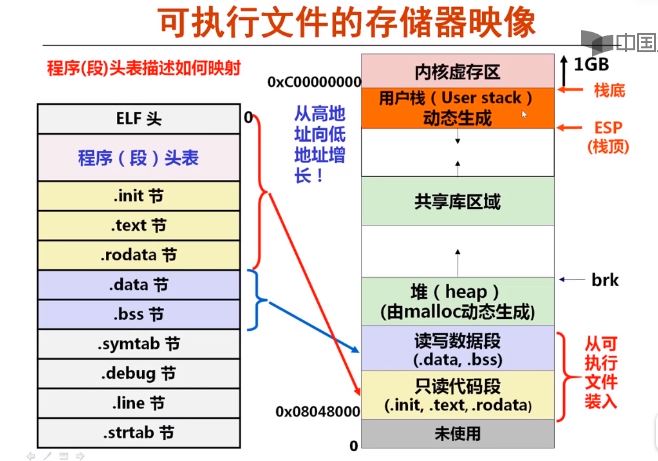 可执行文件的存储器映像
中国
程序(段)头表描述如何映射
ELF 头
0
程序（段）头表
.init 节
.text 节
.rodata 节
.data 节
.bss 节
.symtab 节
.debug 节
.line 节
.strtab 节
从高地
址向低
地址增
长！
0xC00000000
内核虚存区
1GB
用户栈（User stack）
动态生成
栈底
ESP
(栈顶)
共享库区域
堆（heap）
(由malloc动态生成)
brk
读写数据段
(.data, .bss)
只读代码段
(.init, .text, .rodata)
0x08048000
未使用
0
从可
执行
文件
装入